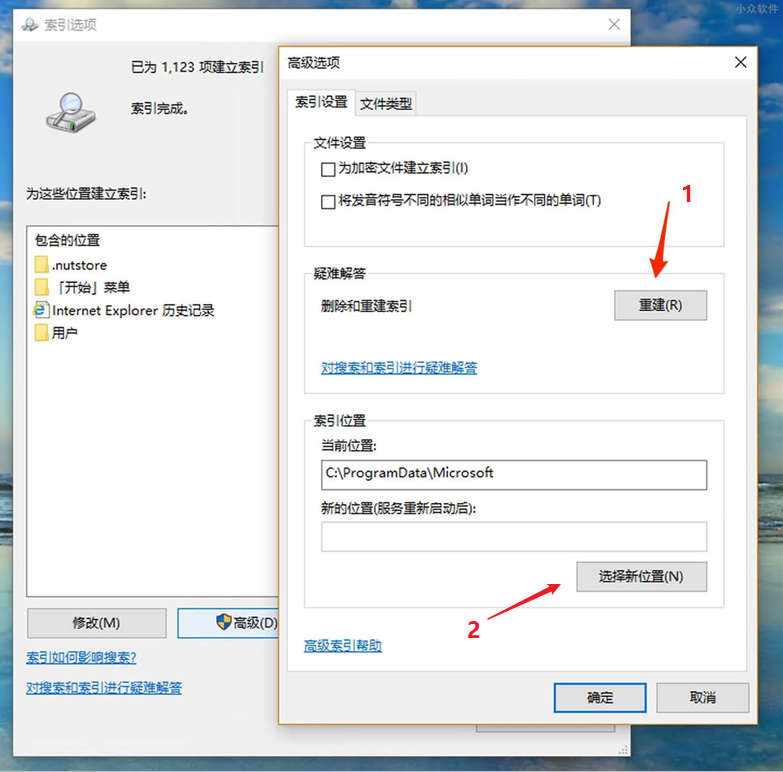 小众软件
索引选项
已为 1,123 项建立索引
索引完成。
为这些位置建立索引:
包含的位置
.nutstore
「开始」菜单
Internet Explorer 历史记录
用户
修改(M)
高级(D)
索引如何影响搜索?
对搜索和索引进行疑难解答
高级选项
索引设置
文件类型
文件设置
为加密文件建立索引(I)
将发音符号不同的相似单词当作不同的单词(T)
1
疑难解答
删除和重建索引
重建(R)
对搜索和索引进行疑难解答
索引位置
当前位置:
C:\ProgramData\Microsoft
新的位置(服务重新启动后):
选择新位置(N)
2
高级索引帮助
确定
取消